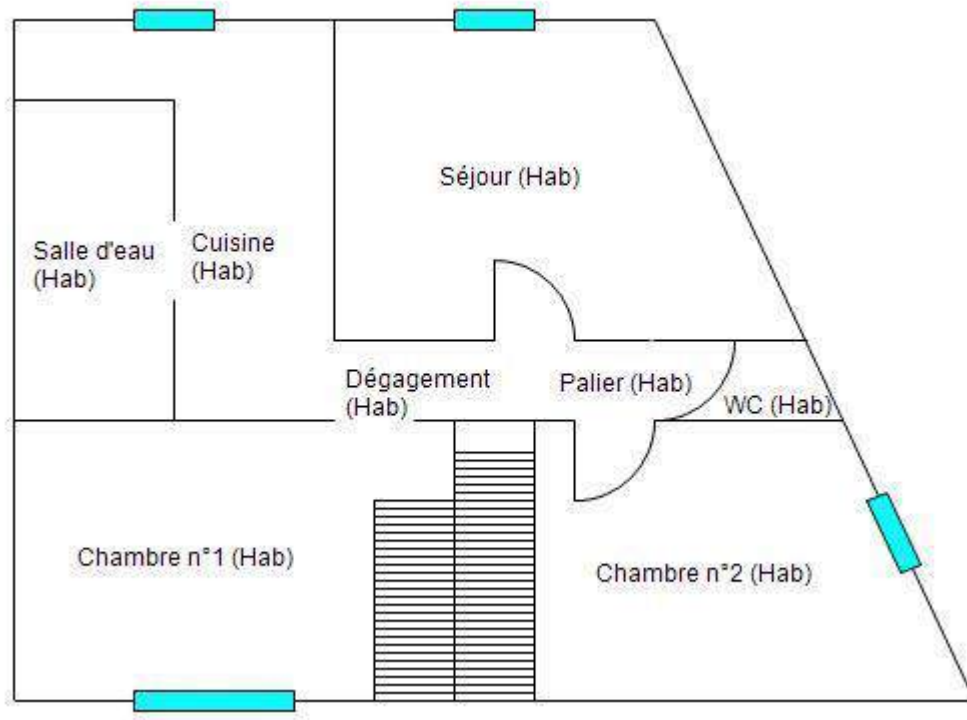 Séjour (Hab)
Salle d'eau
(Hab)
Cuisine
(Hab)
Dégagement
(Hab)
Palier (Hab)
WC (Hab)
Chambre n°1 (Hab)
Chambre n°2 (Hab)